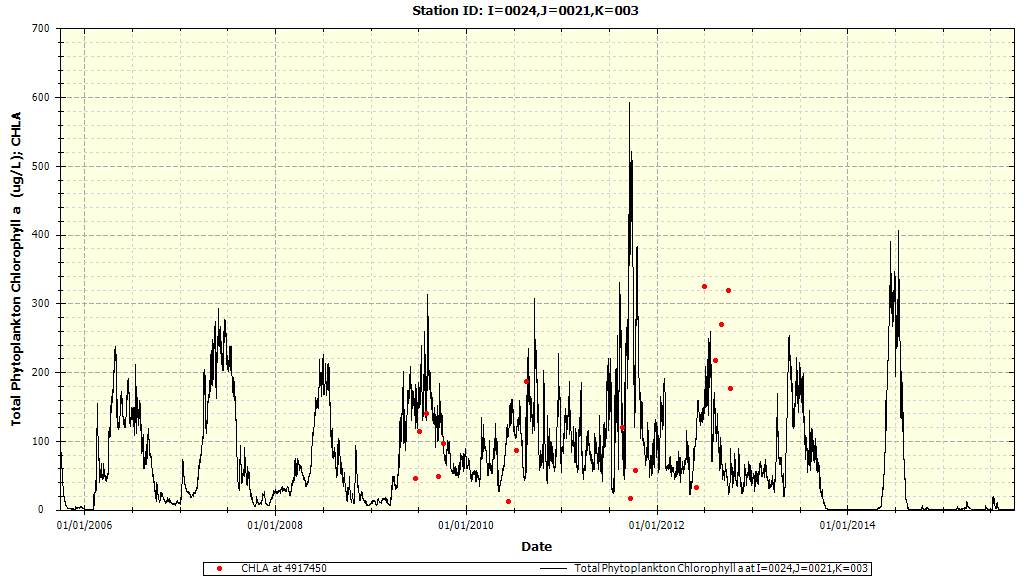 Station ID: I=0024,J=0021,K=003
Total Phytoplankton Chlorophyll a (ug/L); CHLA
700
600
500
400
300
200
100
0
01/01/2006 01/01/2008 01/01/2010 01/01/2012 01/01/2014
Date
CHLA at 4917450 Total Phytoplankton Chlorophyll a at I=0024,J=0021,K=003